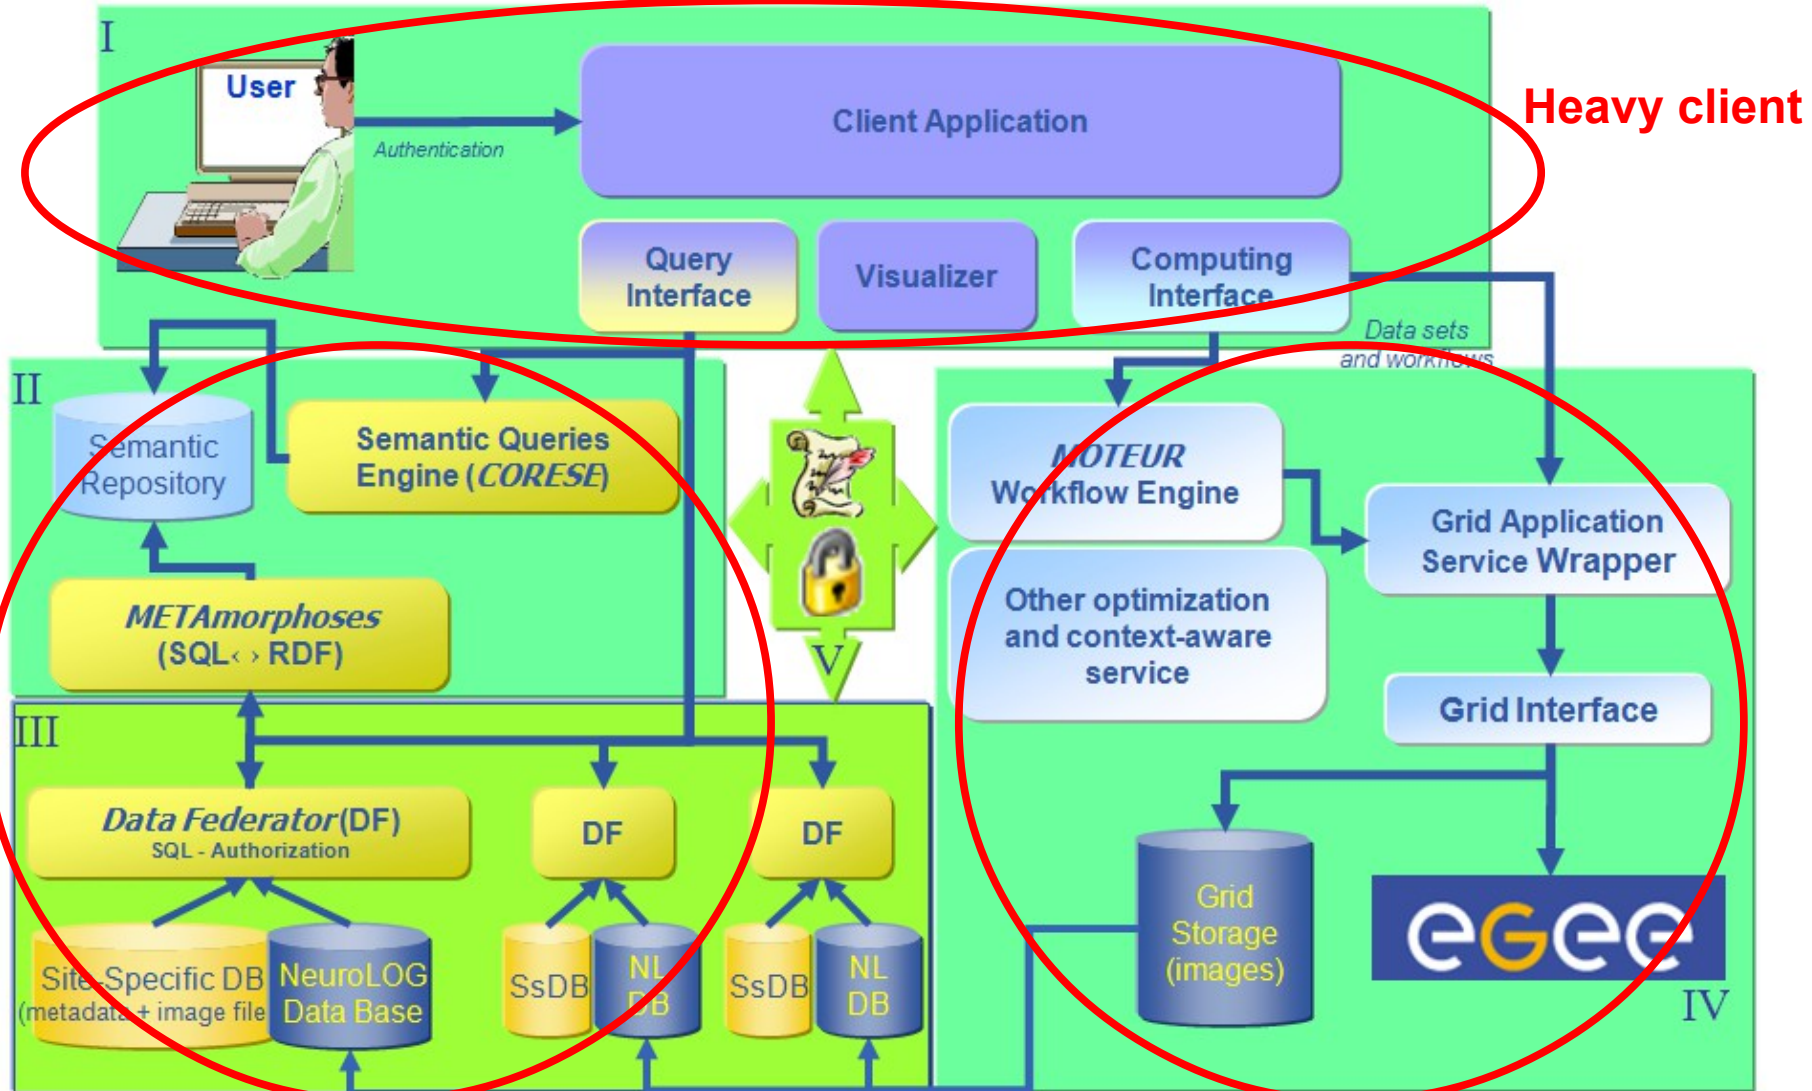 I
User
Authentication
Client Application
Heavy client
Query
Interface
Visualizer
Computing
Interface
Data sets
and workflows
II
Semantic
Repository
Semantic Queries
Engine (CORESE)
METAmorphoses
(SQL‹ › RDF)
V
MOTEUR
Workflow Engine
Grid Application
Service Wrapper
Other optimization
and context-aware
service
Grid Interface
III
Data Federator (DF)
SQL - Authorization
DF
DF
Site-Specific DB
(metadata + image file
NeuroLOG
Data Base
SsDB
NL
DB
SsDB
NL
DB
Grid
Storage
(images)
eGee
IV